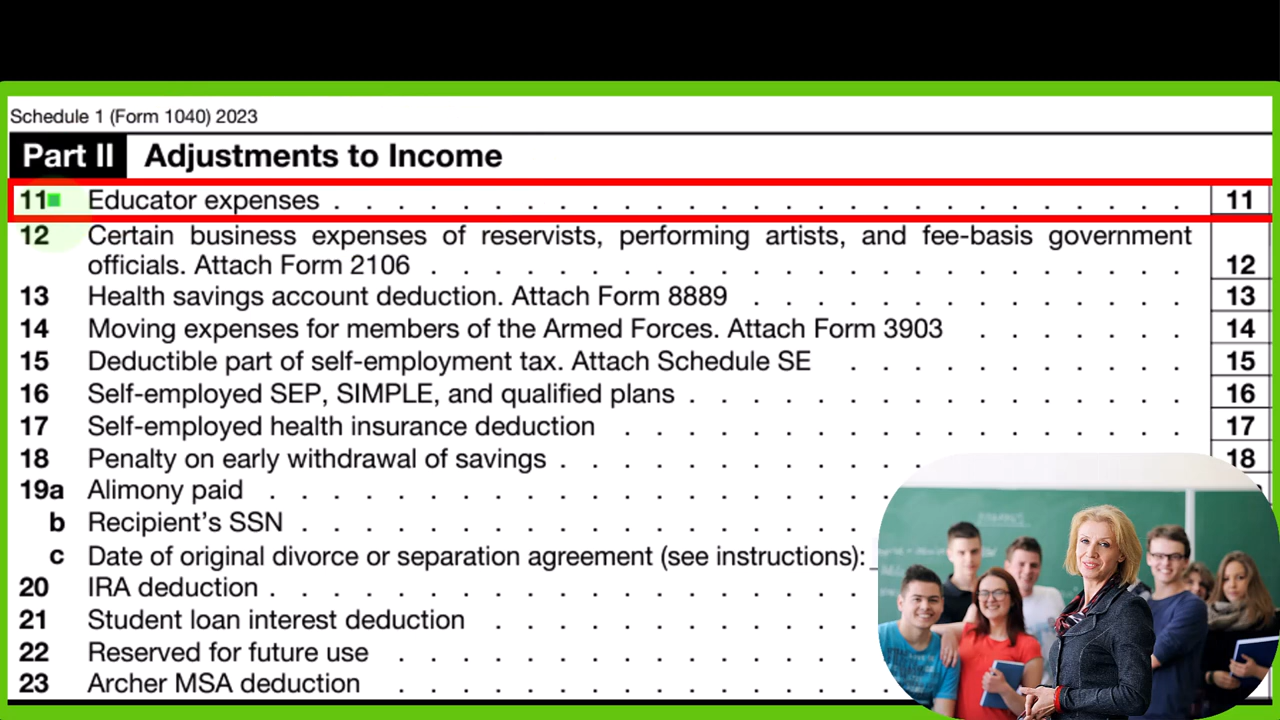 Schedule 1 (Form 1040) 2023
Part II Adjustments to Income
11 Educator expenses . . . . . . . . . . . . . . . . . . . . . . . . . . . 11
12 Certain business expenses of reservists, performing artists, and fee-basis government
officials. Attach Form 2106 . . . . . . . . . . . . . . . . . . . . . . . . 12
13 Health savings account deduction. Attach Form 8889 . . . . . . . . . . . . . . 13
14 Moving expenses for members of the Armed Forces. Attach Form 3903 . . . . . . 14
15 Deductible part of self-employment tax. Attach Schedule SE . . . . . . . . . . 15
16 Self-employed SEP, SIMPLE, and qualified plans . . . . . . . . . . . . . . . 16
17 Self-employed health insurance deduction . . . . . . . . . . . . . . . . . 17
18 Penalty on early withdrawal of savings . . . . . . . . . . 18
19a Alimony paid . . . . . . . . . . . . . . . . .
b Recipient's SSN . . . . . . . . . . . . . . . .
c Date of original divorce or separation agreement (see instructions):
20 IRA deduction . . . . . . . . . . . . . . . . .
21 Student loan interest deduction . . . . . . . . . . .
22 Reserved for future use . . . . . . . . . . . . . .
23 Archer MSA deduction . . . . . . . . . . . . . .